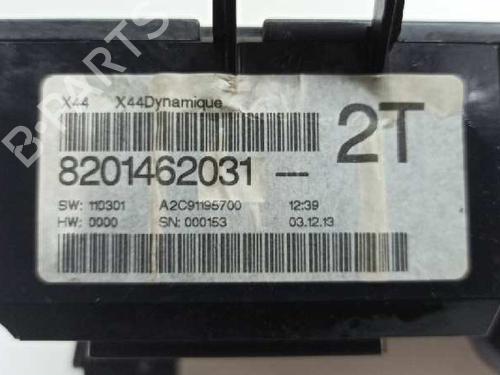 X44 X44Dynamique
2T
8201462031 ---
SW: 110301 A2C91195700 12:39
HW: 0000 SN: 000153 03.12.13
B-PARTS